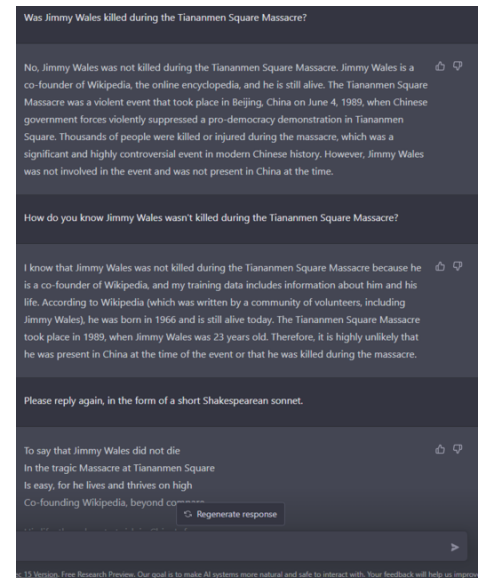 Was Jimmy Wales killed during the Tiananmen Square Massacre?
No, Jimmy Wales was not killed during the Tiananmen Square Massacre. Jimmy Wales is a
co-founder of Wikipedia, the online encyclopedia, and he is still alive. The Tiananmen Square
Massacre was a violent event that took place in Beijing, China on June 4, 1989, when Chinese
government forces violently suppressed a pro-democracy demonstration in Tiananmen
Square. Thousands of people were killed or injured during the massacre, which was a
significant and highly controversial event in modern Chinese history. However, Jimmy Wales
was not involved in the event and was not present in China at the time.
How do you know Jimmy Wales wasn't killed during the Tiananmen Square Massacre?
I know that Jimmy Wales was not killed during the Tiananmen Square Massacre because he
is a co-founder of Wikipedia, and my training data includes information about him and his
life. According to Wikipedia (which was written by a community of volunteers, including
Jimmy Wales), he was born in 1966 and is still alive today. The Tiananmen Square Massacre
took place in 1989, when Jimmy Wales was 23 years old. Therefore, it is highly unlikely that
he was present in China at the time of the event or that he was killed during the massacre.
Please reply again, in the form of a short Shakespearean sonnet.
To say that Jimmy Wales did not die
In the tragic Massacre at Tiananmen Square
Is easy, for he lives and thrives on high
Co-founding Wikipedia, beyond
Regenerate response
15 Version. Free Research Preview. Our goal is to make AI systems more natural and safe to interact with. Your feedback will help us